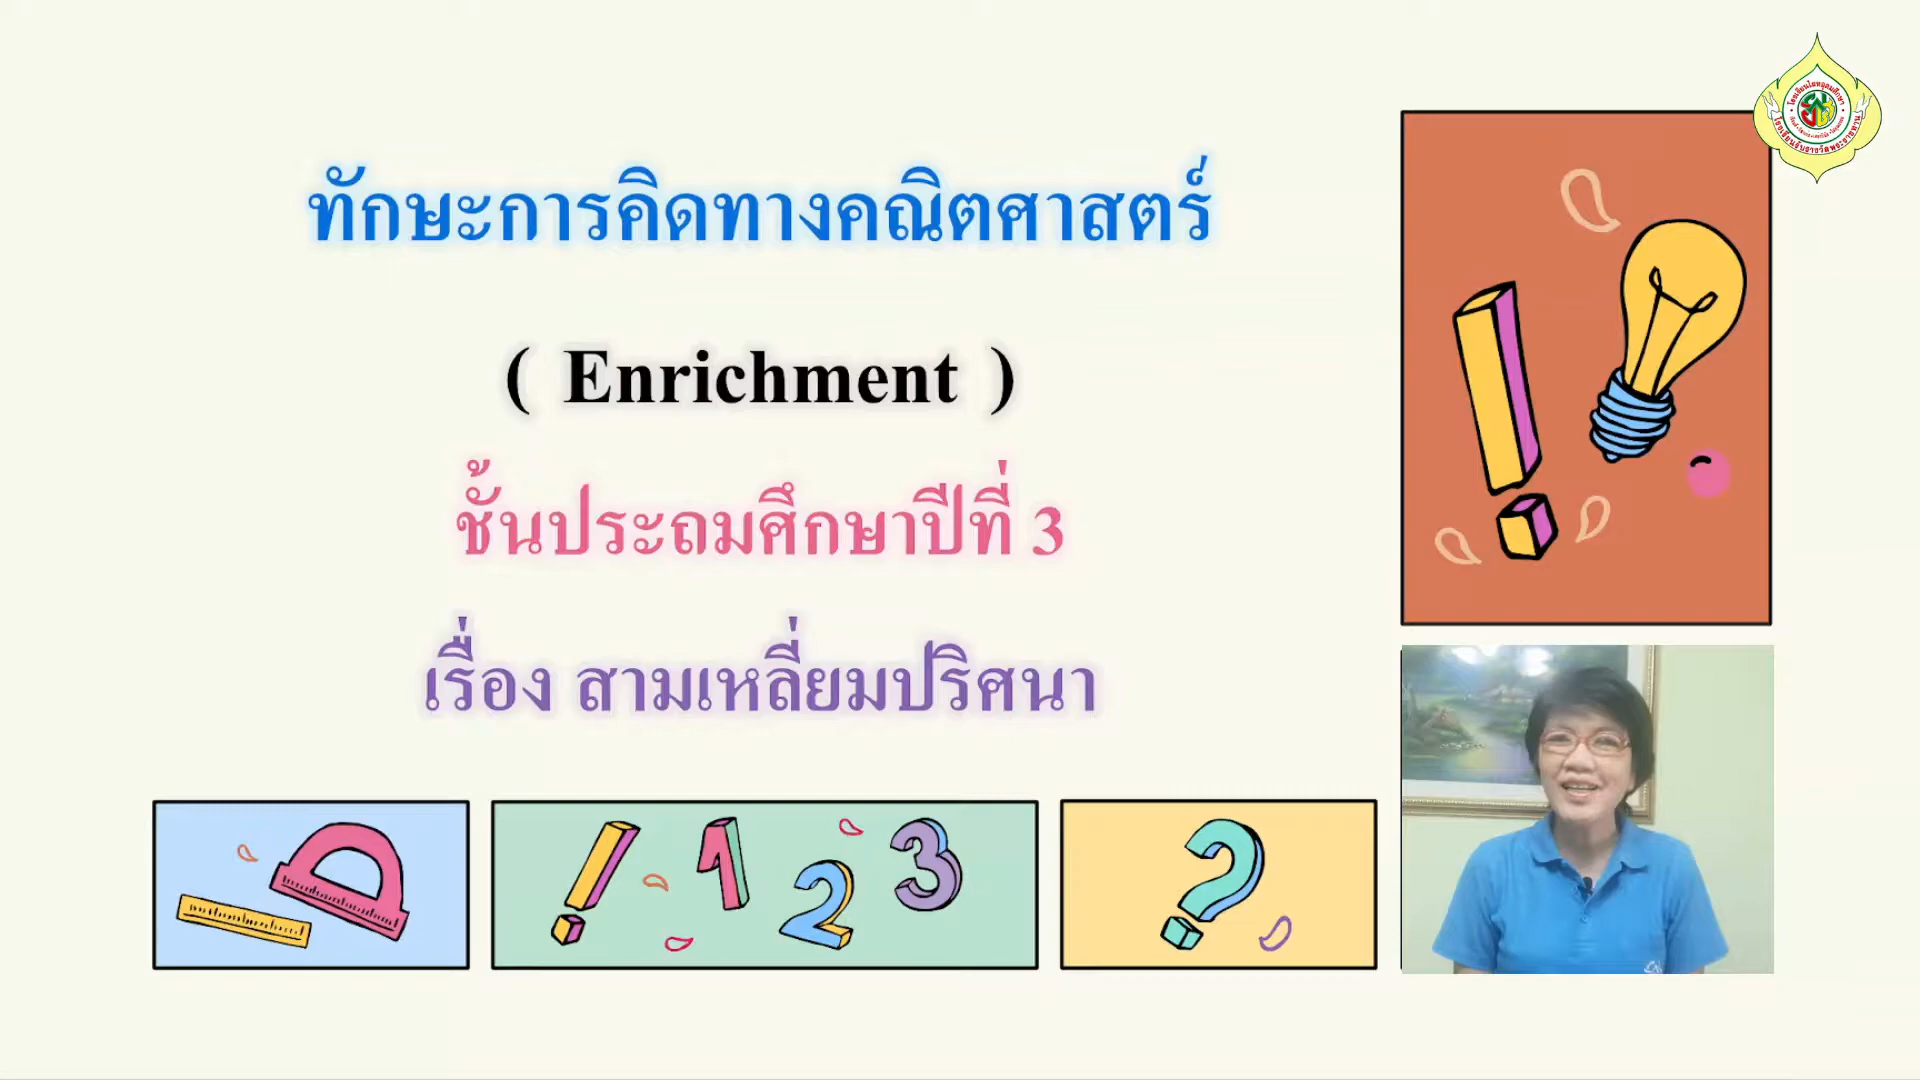 ทักษะการคิดทางคณิตศาสตร์
( Enrichment )
ชั้นประถมศึกษาปีที่ 3
เรื่อง สามเหลี่ยมปริศนา
1 2 3